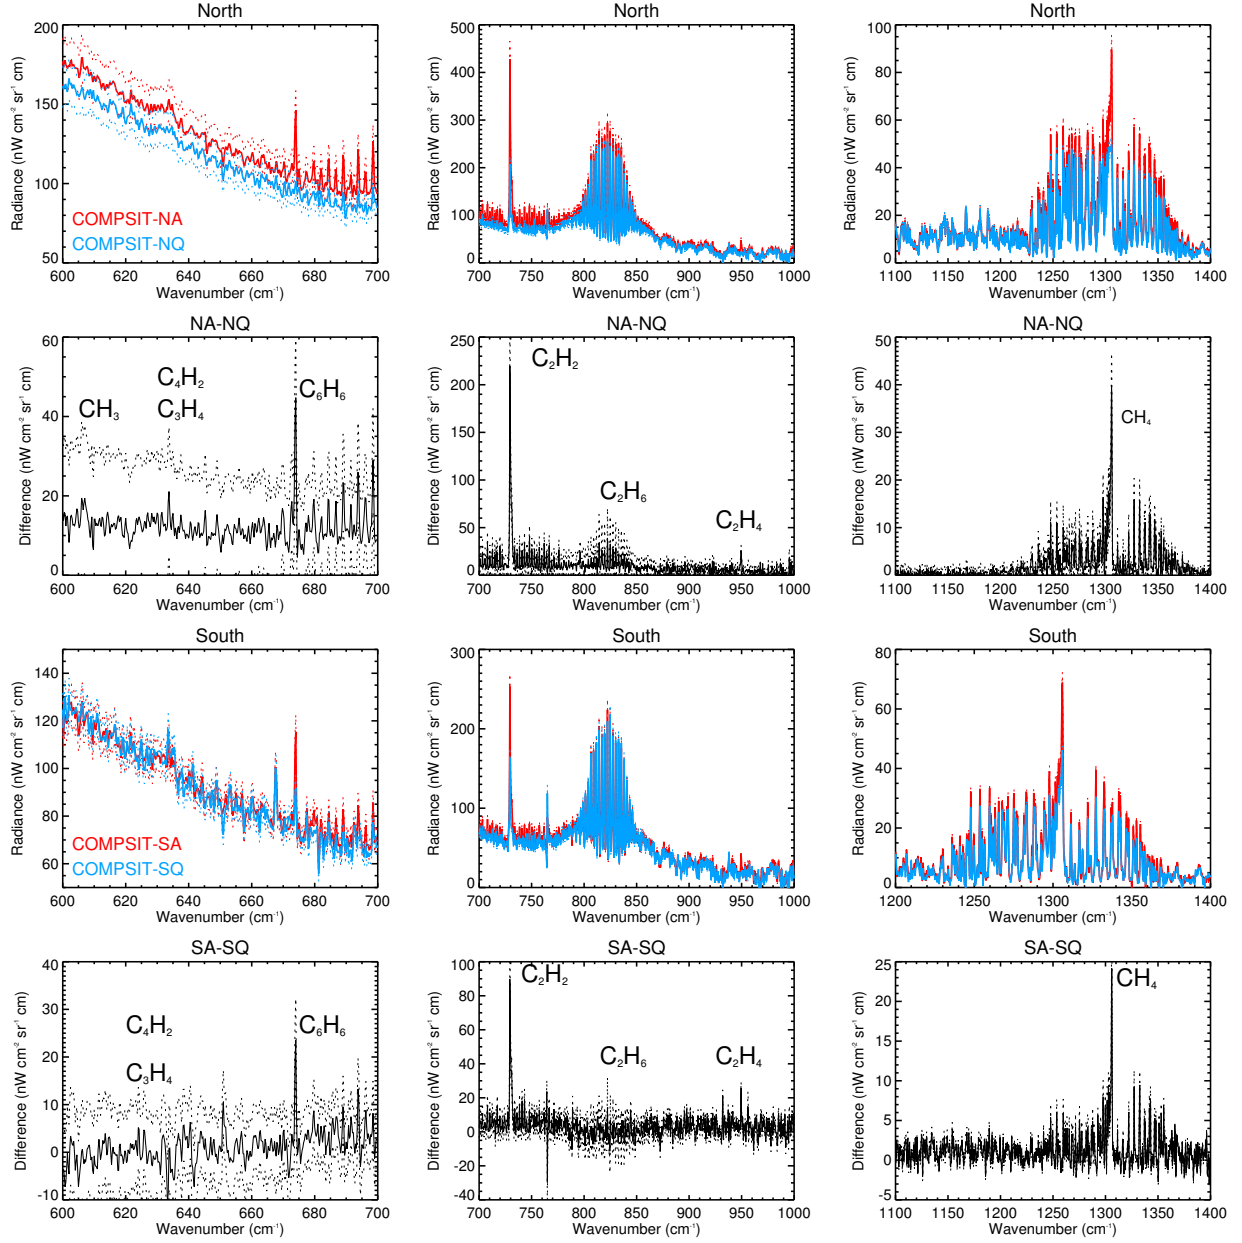 North
200
150
100
50
Radiance (nW cm⁻² sr⁻¹ cm)
COMPSIT-NA
COMPSIT-NQ
600 620 640 660 680 700
Wavenumber (cm⁻¹)
North
500
400
300
200
100
0
Radiance (nW cm⁻² sr⁻¹ cm)
700 750 800 850 900 950 1000
Wavenumber (cm⁻¹)
North
100
80
60
40
20
0
Radiance (nW cm⁻² sr⁻¹ cm)
1100 1150 1200 1250 1300 1350 1400
Wavenumber (cm⁻¹)
NA-NQ
60
40
20
0
Difference (nW cm⁻² sr⁻¹ cm)
C₄H₂
CH₃
C₃H₄
C₆H₆
600 620 640 660 680 700
Wavenumber (cm⁻¹)
NA-NQ
250
200
150
100
50
0
Difference (nW cm⁻² sr⁻¹ cm)
C₂H₂
C₂H₆
C₂H₄
700 750 800 850 900 950 1000
Wavenumber (cm⁻¹)
NA-NQ
50
40
30
20
10
0
Difference (nW cm⁻² sr⁻¹ cm)
CH₄
1100 1150 1200 1250 1300 1350 1400
Wavenumber (cm⁻¹)
South
140
120
100
80
60
Radiance (nW cm⁻² sr⁻¹ cm)
COMPSIT-SA
COMPSIT-SQ
600 620 640 660 680 700
Wavenumber (cm⁻¹)
South
300
200
100
0
Radiance (nW cm⁻² sr⁻¹ cm)
700 750 800 850 900 950 1000
Wavenumber (cm⁻¹)
South
80
60
40
20
0
Radiance (nW cm⁻² sr⁻¹ cm)
1200 1250 1300 1350 1400
Wavenumber (cm⁻¹)
SA-SQ
40
30
20
10
0
-10
Difference (nW cm⁻² sr⁻¹ cm)
C₄H₂
C₆H₆
C₃H₄
600 620 640 660 680 700
Wavenumber (cm⁻¹)
SA-SQ
100
80
60
40
20
0
-20
-40
Difference (nW cm⁻² sr⁻¹ cm)
C₂H₂
C₂H₆
C₂H₄
700 750 800 850 900 950 1000
Wavenumber (cm⁻¹)
SA-SQ
25
20
15
10
5
0
-5
Difference (nW cm⁻² sr⁻¹ cm)
CH₄
1100 1150 1200 1250 1300 1350 1400
Wavenumber (cm⁻¹)